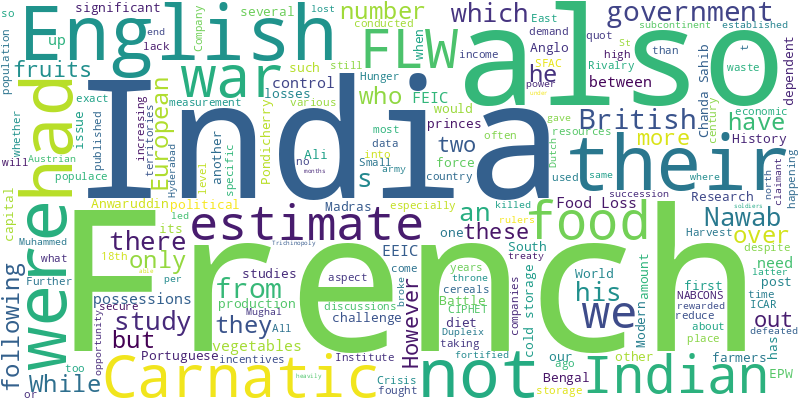 significant several Company
English also which government
number
FLW
fruits up such Anglo end lack
war who he
demand East quot St
subcontinent established
high than
population so
exact
increasing
measurement
control between
FEIC SFAC Rivalry
would power
waste
Hunger
dependent
had European
losses various
India their British
Chanda Sahib
century
economic
have
more History
whether
published
issue
territories
Hyderabad
another
specific
Pondicherry
Ali no months
most data into
princes
often
two force
army country
resources
Dutch gave
used same
will Austrian
populace
capital
were
political
Anwaruddin
level
Madras
Small
s
especially
one
an these
South treaty
succession
Food Loss
Research
where
north
claimant
happening
food Nawab
Harvest rulers
killed
following
Muhammed
what
Further
there
only
led its
18th per
estimate
from
French
EEIC
Trichinopoly
studies
aspect
World
years throne
Battle
his
cold storage
Modern
amount
over
need
despite
soldiers
latter
first post
NABCONS time
ICAR
rewarded
reduce
possessions
study they
production
Mughal
discussions
broke
come cereals
CIPHET
companies
we
about
place
defeated
out
has
but
or
too
While
secure
opportunity
able
vegetables
All
challenge
However
diet
Dupleix
taking
fortified
our
ago
other
farmers
Portuguese
incentives
Institute
Crisis
fought
Bengal
storage
EPW
Carnatic
heavily
conducted
when
still
income
not
Indian